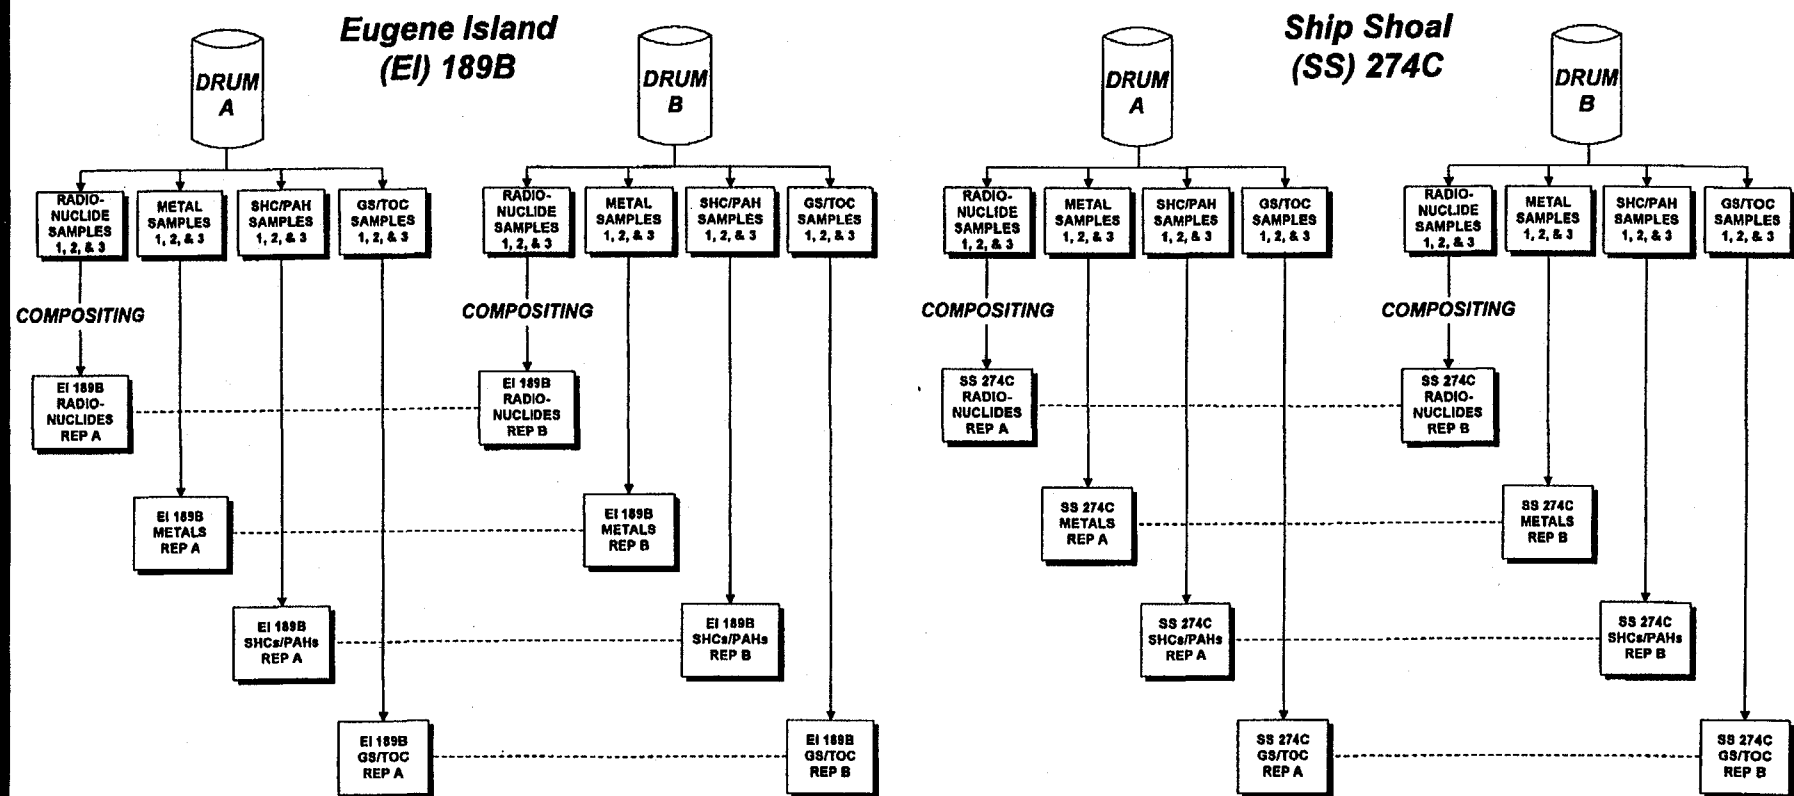 Eugene Island
(EI) 189B
DRUM
A
DRUM
B
RADIO-
NUCLIDE
SAMPLES
1, 2, & 3
METAL
SAMPLES
1, 2, & 3
SHC/PAH
SAMPLES
1, 2, & 3
GS/TOC
SAMPLES
1, 2, & 3
RADIO-
NUCLIDE
SAMPLES
1, 2, & 3
METAL
SAMPLES
1, 2, & 3
SHC/PAH
SAMPLES
1, 2, & 3
GS/TOC
SAMPLES
1, 2, & 3
COMPOSITING
COMPOSITING
EI 189B
RADIO-
NUCLIDES
REP A
EI 189B
RADIO-
NUCLIDES
REP B
EI 189B
METALS
REP A
EI 189B
METALS
REP B
EI 189B
SHCs/PAHs
REP A
EI 189B
SHCs/PAHs
REP B
EI 189B
GS/TOC
REP A
EI 189B
GS/TOC
REP B
Ship Shoal
(SS) 274C
DRUM
A
DRUM
B
RADIO-
NUCLIDE
SAMPLES
1, 2, & 3
METAL
SAMPLES
1, 2, & 3
SHC/PAH
SAMPLES
1, 2, & 3
GS/TOC
SAMPLES
1, 2, & 3
RADIO-
NUCLIDE
SAMPLES
1, 2, & 3
METAL
SAMPLES
1, 2, & 3
SHC/PAH
SAMPLES
1, 2, & 3
GS/TOC
SAMPLES
1, 2, & 3
COMPOSITING
COMPOSITING
SS 274C
RADIO-
NUCLIDES
REP A
SS 274C
RADIO-
NUCLIDES
REP B
SS 274C
METALS
REP A
SS 274C
METALS
REP B
SS 274C
SHCs/PAHs
REP A
SS 274C
SHCs/PAHs
REP B
SS 274C
GS/TOC
REP A
SS 274C
GS/TOC
REP B